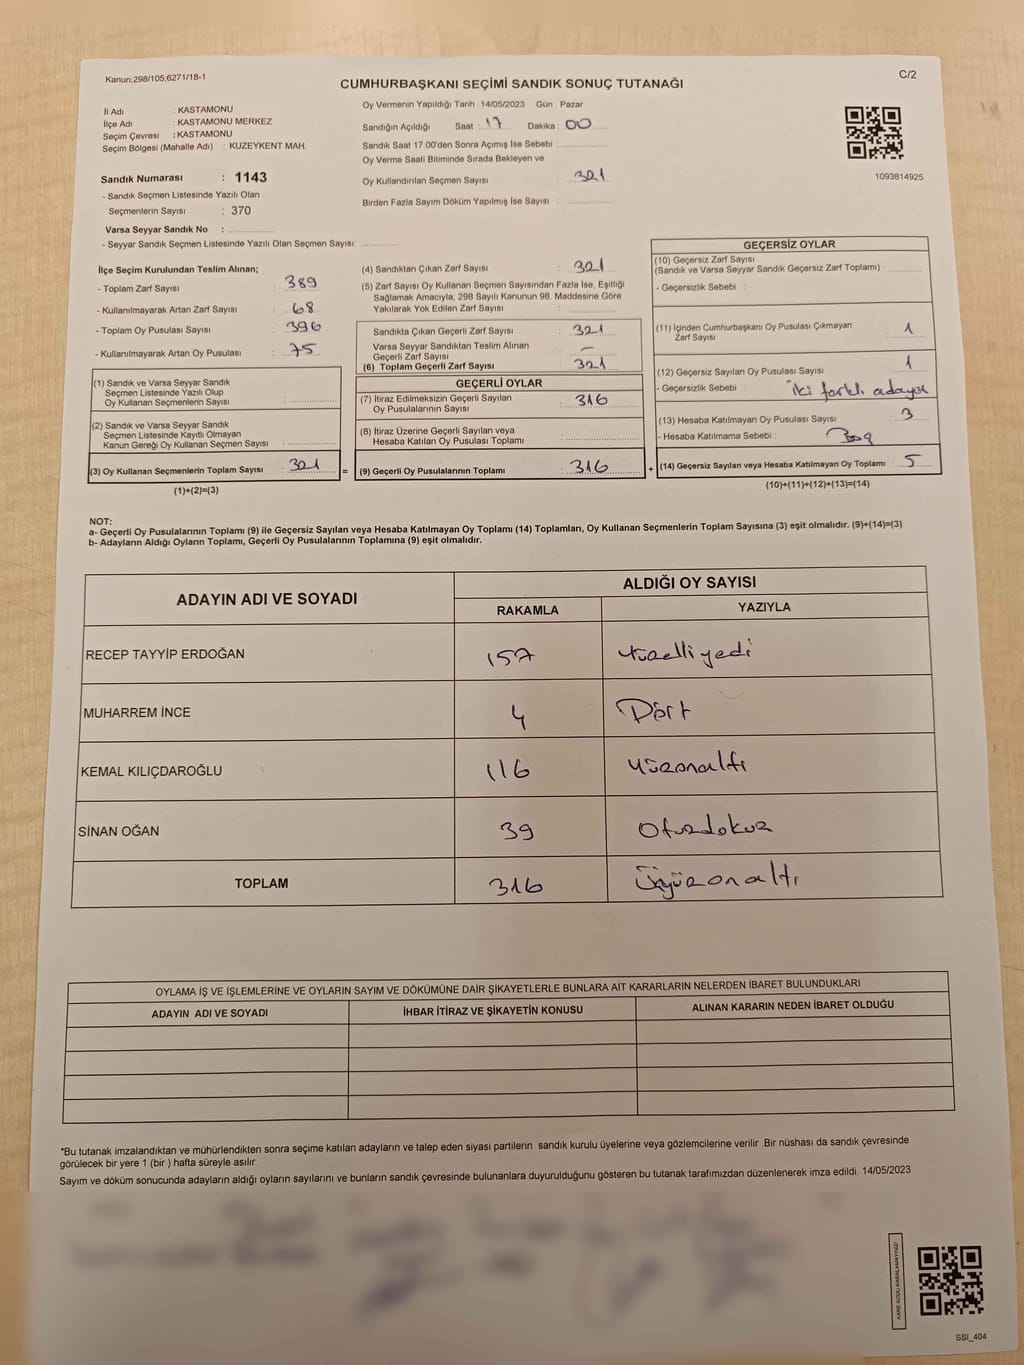 Kanun;298/105;6271/18-1
CUMHURBAŞKANI SEÇİMİ SANDIK SONUÇ TUTANAĞI
C/2
İl Adı : KASTAMONU
İlçe Adı : KASTAMONU MERKEZ
Seçim Çevresi : KASTAMONU
Seçim Bölgesi (Mahalle Adı) : KUZEYKENT MAH.
Sandık Numarası : 1143
- Sandık Seçmen Listesinde Yazılı Olan
Seçmenlerin Sayısı : 370
Varsa Seyyar Sandık No :
- Seyyar Sandık Seçmen Listesinde Yazılı Olan Seçmen Sayısı:
Oy Vermenin Yapıldığı Tarih : 14/05/2023 Gün : Pazar
Sandığın Açıldığı Saat : 17 Dakika : 00
Sandık Saat 17:00'den Sonra Açımış İse Sebebi :
Oy Verme Saati Bitiminde Sırada Bekleyen ve
Oy Kullandırılan Seçmen Sayısı : 321
Birden Fazla Sayım Döküm Yapılmış İse Sayısı :
1093814925
İlçe Seçim Kurulundan Teslim Alınan;
- Toplam Zarf Sayısı : 389
- Kullanılmayarak Artan Zarf Sayısı : 68
- Toplam Oy Pusulası Sayısı : 396
- Kullanılmayarak Artan Oy Pusulası : 75
(1) Sandık ve Varsa Seyyar Sandık
Seçmen Listesinde Yazılı Olup
Oy Kullanan Seçmenlerin Sayısı :
(2) Sandık ve Varsa Seyyar Sandık
Seçmen Listesinde Kayıtlı Olmayan
Kanun Gereği Oy Kullanan Seçmen Sayısı :
(3) Oy Kullanan Seçmenlerin Toplam Sayısı : 321 =
(1)+(2)=(3)
(4) Sandıktan Çıkan Zarf Sayısı : 321
(5) Zarf Sayısı Oy Kullanan Seçmen Sayısından Fazla İse, Eşitliği
Sağlamak Amacıyla; 298 Sayılı Kanunun 98. Maddesine Göre
Yakılarak Yok Edilen Zarf Sayısı :
Sandıkta Çıkan Geçerli Zarf Sayısı : 321
Varsa Seyyar Sandıktan Teslim Alınan
Geçerli Zarf Sayısı : -
(6) Toplam Geçerli Zarf Sayısı : 321
GEÇERLİ OYLAR
(7) İtiraz Edilmeksizin Geçerli Sayılan
Oy Pusulalarının Sayısı : 316
(8) İtiraz Üzerine Geçerli Sayılan veya
Hesaba Katılan Oy Pusulası Toplamı :
(9) Geçerli Oy Pusulalarının Toplamı : 316 +
GEÇERSİZ OYLAR
(10) Geçersiz Zarf Sayısı
(Sandık ve Varsa Seyyar Sandık Geçersiz Zarf Toplamı) :
- Geçersizlik Sebebi :
(11) İçinden Cumhurbaşkanı Oy Pusulası Çıkmayan
Zarf Sayısı : 1
(12) Geçersiz Sayılan Oy Pusulası Sayısı : 1
- Geçersizlik Sebebi : İki farklı adaya
(13) Hesaba Katılmayan Oy Pusulası Sayısı : 3
- Hesaba Katılmama Sebebi : Boş
(14) Geçersiz Sayılan veya Hesaba Katılmayan Oy Toplamı : 5
(10)+(11)+(12)+(13)=(14)
NOT:
a- Geçerli Oy Pusulalarının Toplamı (9) ile Geçersiz Sayılan veya Hesaba Katılmayan Oy Toplamı (14) Toplamları, Oy Kullanan Seçmenlerin Toplam Sayısına (3) eşit olmalıdır. (9)+(14)=(3)
b- Adayların Aldığı Oyların Toplamı, Geçerli Oy Pusulalarının Toplamına (9) eşit olmalıdır.
ADAYIN ADI VE SOYADI
ALDIĞI OY SAYISI
RAKAMLA YAZIYLA
RECEP TAYYİP ERDOĞAN 157 Yüzelliyedi
MUHARREM İNCE 4 Dört
KEMAL KILIÇDAROĞLU 116 Yüzonaltı
SİNAN OĞAN 39 Otuzdokuz
TOPLAM 316 Üçyüzonaltı
OYLAMA İŞ VE İŞLEMLERİNE VE OYLARIN SAYIM VE DÖKÜMÜNE DAİR ŞİKAYETLERLE BUNLARA AİT KARARLARIN NELERDEN İBARET BULUNDUKLARI
ADAYIN ADI VE SOYADI İHBAR İTİRAZ VE ŞİKAYETİN KONUSU ALINAN KARARIN NEDEN İBARET OLDUĞU
*Bu tutanak imzalandıktan ve mühürlendikten sonra seçime katılan adayların ve talep eden siyasi partilerin sandık kurulu üyelerine veya gözlemcilerine verilir .Bir nüshası da sandık çevresinde
görülecek bir yere 1 (bir ) hafta süreyle asılır.
Sayım ve döküm sonucunda adayların aldığı oyların sayılarını ve bunların sandık çevresinde bulunanlara duyurulduğunu gösteren bu tutanak tarafımızdan düzenlenerek imza edildi. 14/05/2023
KARE KODU KARALAMAYINIZ!
SSI_404